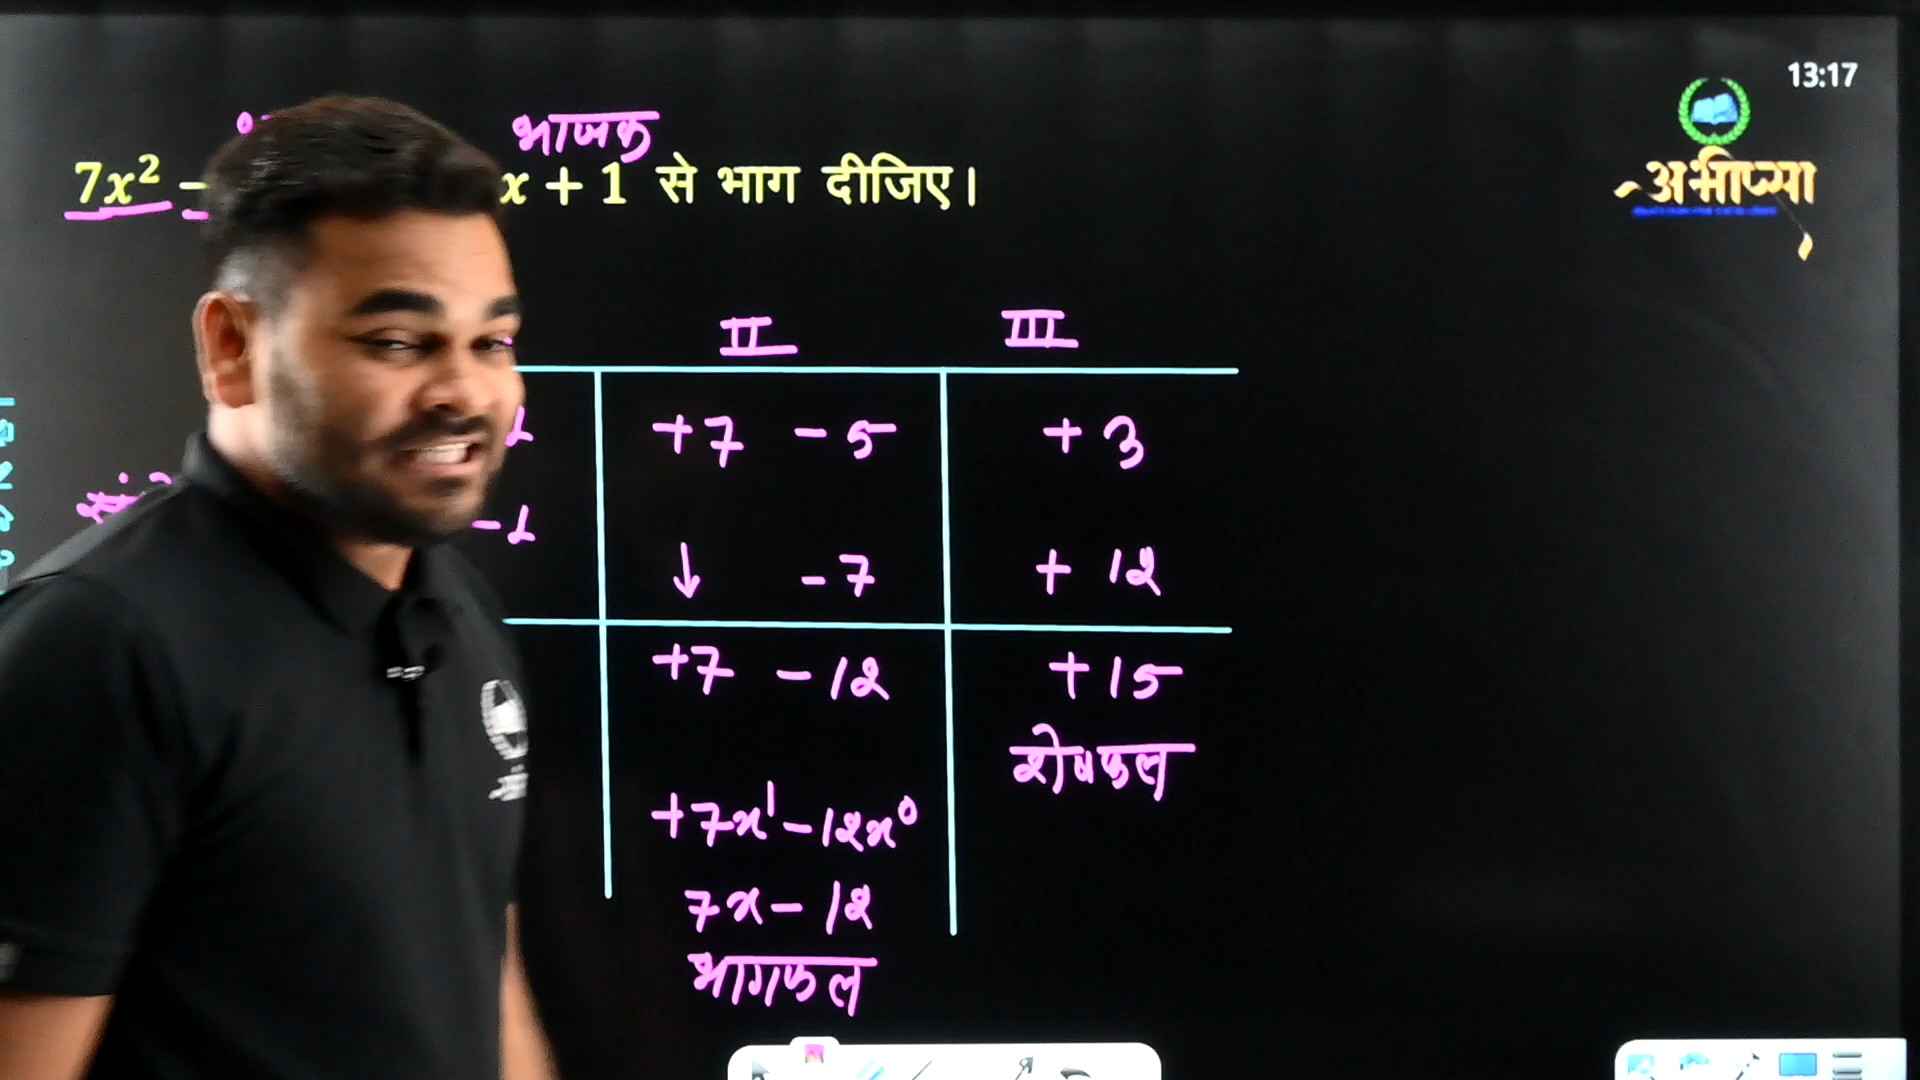 13:17
अभीप्सा
भाजक
7x² − x + 1 से भाग दीजिए।
II III
1 +7 − 5 + 3
− 1
↓ − 7 + 12
+7 − 12 + 15
शेषफल
+7x¹ − 12x⁰
7x − 12
भागफल